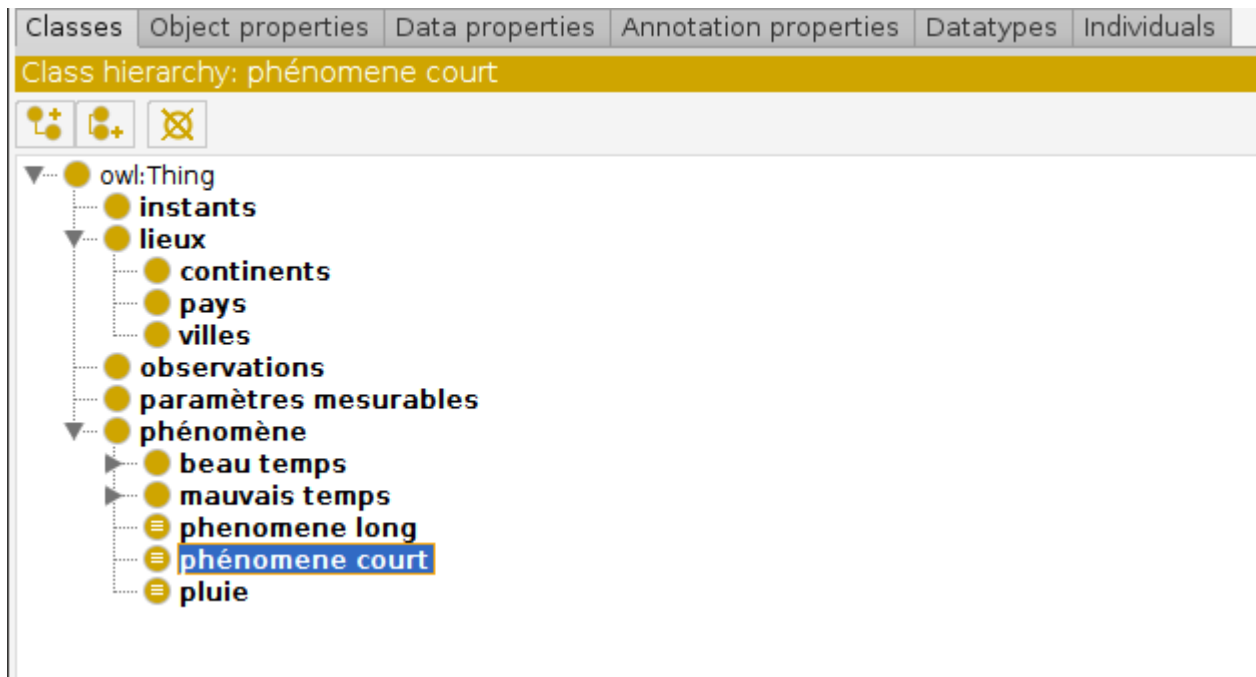 Classes Object properties Data properties Annotation properties Datatypes Individuals
Class hierarchy: phénomene court
owl:Thing
instants
lieux
continents
pays
villes
observations
paramètres mesurables
phénomène
beau temps
mauvais temps
phenomene long
phénomene court
pluie